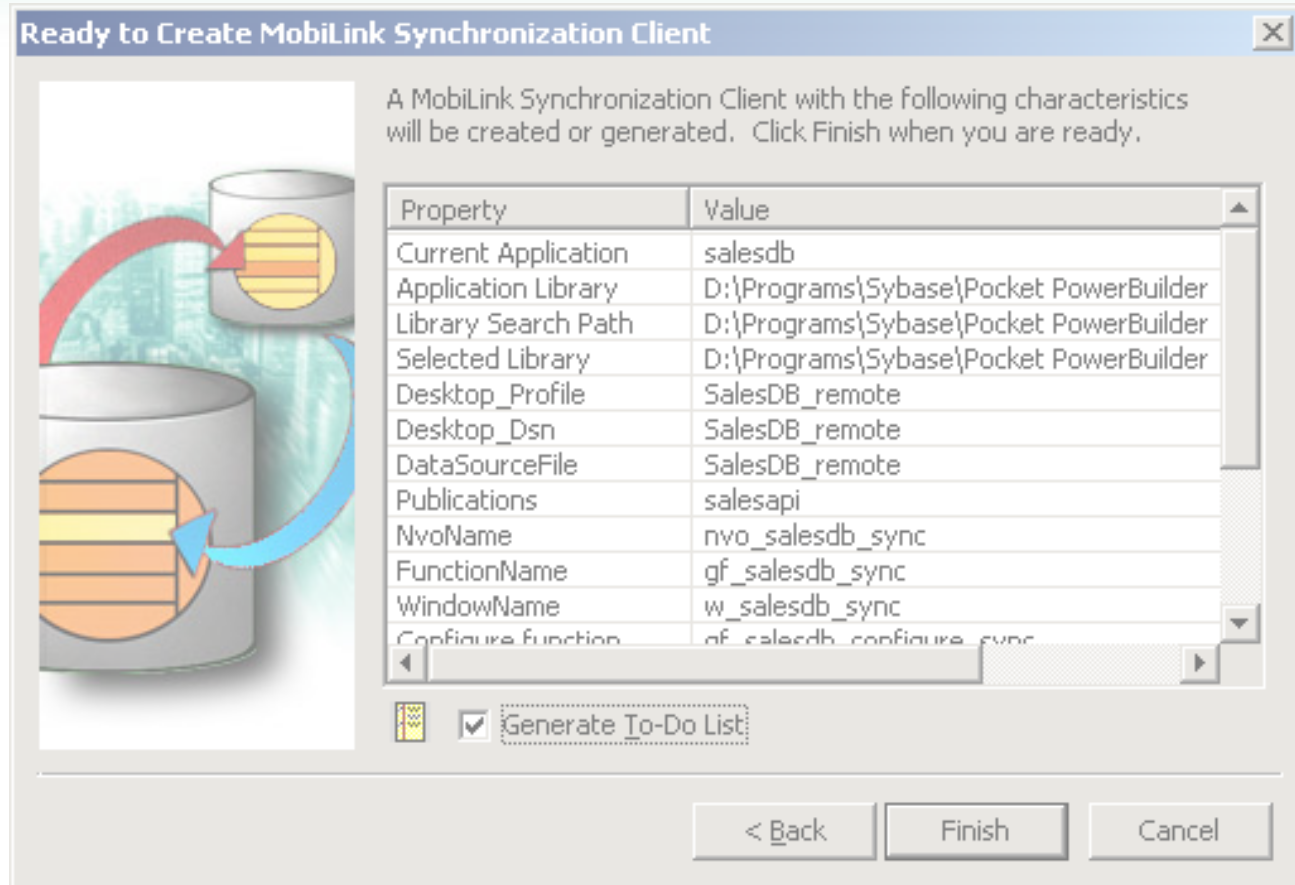 Ready to Create MobiLink Synchronization Client
A MobiLink Synchronization Client with the following characteristics
will be created or generated.  Click Finish when you are ready.
Property Value
Current Application salesdb
Application Library D:\Programs\Sybase\Pocket PowerBuilder
Library Search Path D:\Programs\Sybase\Pocket PowerBuilder
Selected Library D:\Programs\Sybase\Pocket PowerBuilder
Desktop_Profile SalesDB_remote
Desktop_Dsn SalesDB_remote
DataSourceFile SalesDB_remote
Publications salesapi
NvoName nvo_salesdb_sync
FunctionName gf_salesdb_sync
WindowName w_salesdb_sync
Configure function gf_salesdb_configure_sync
Generate To-Do List
< Back Finish Cancel